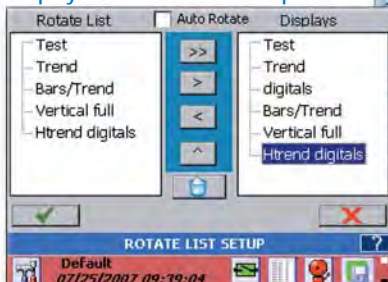 Rotate List Auto Rotate Displays
Test
Trend
Bars/Trend
Vertical full
Htrend digitals
>>
>
<
^
Test
Trend
digitals
Bars/Trend
Vertical full
Htrend digitals
ROTATE LIST SETUP ?
Default
07/25/2007 09:39:04